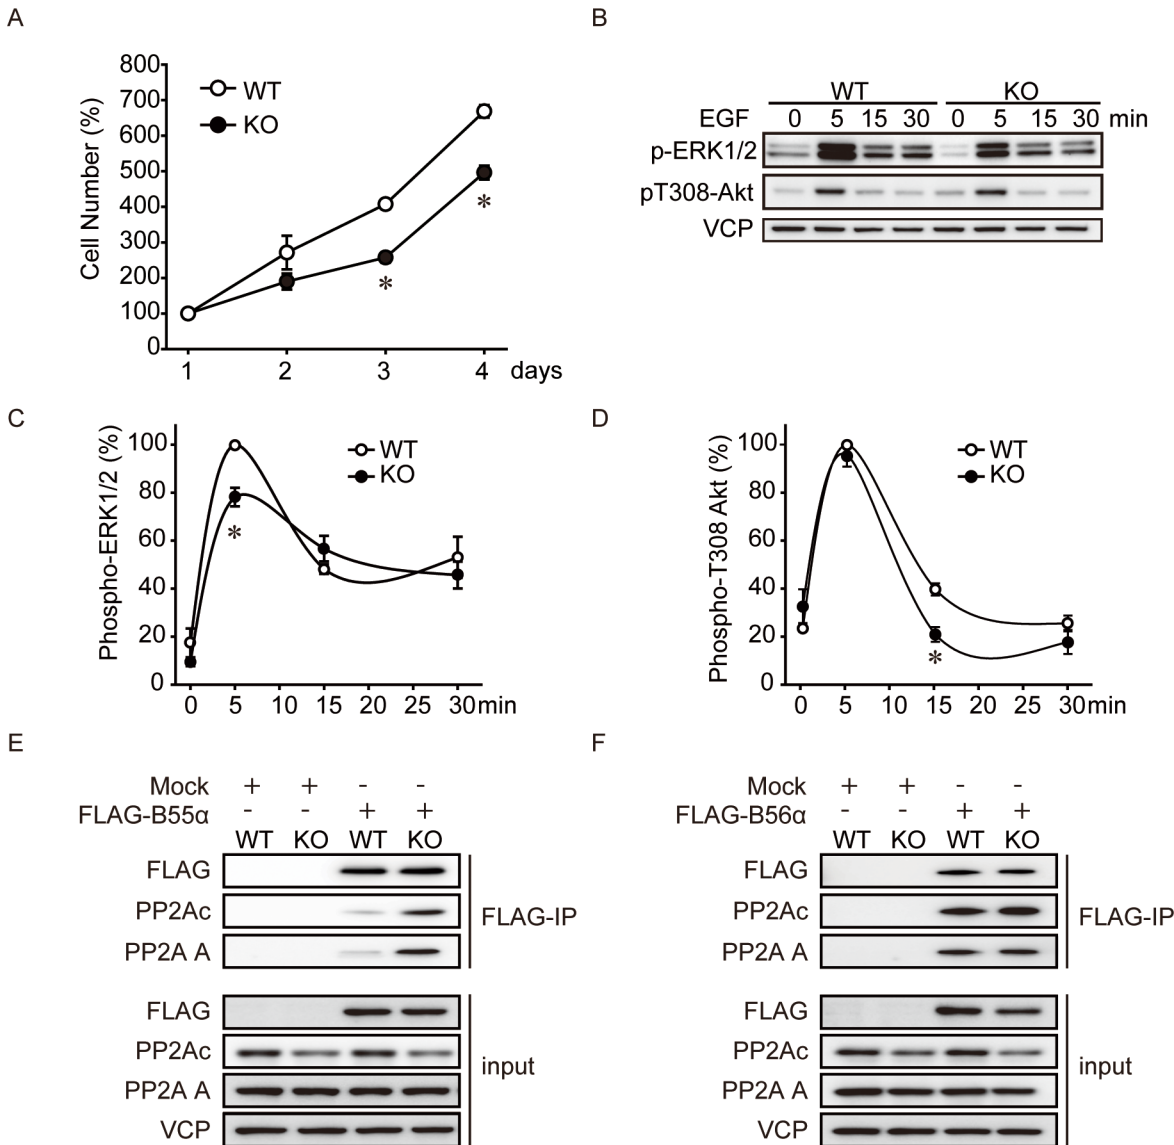 A
800
700
600
500
400
300
200
100
0
Cell Number (%)
WT
KO
*
*
1 2 3 4 days
B
WT KO
EGF 0 5 15 30 0 5 15 30 min
p-ERK1/2
pT308-Akt
VCP
C
100
80
60
40
20
0
Phospho-ERK1/2 (%)
WT
KO
*
0 5 10 15 20 25 30min
D
100
80
60
40
20
0
Phospho-T308 Akt (%)
WT
KO
*
0 5 10 15 20 25 30min
E
Mock + + - -
FLAG-B55α - - + +
WT KO WT KO
FLAG
PP2Ac
PP2A A
FLAG-IP
FLAG
PP2Ac
PP2A A
VCP
input
F
Mock + + - -
FLAG-B56α - - + +
WT KO WT KO
FLAG
PP2Ac
PP2A A
FLAG-IP
FLAG
PP2Ac
PP2A A
VCP
input